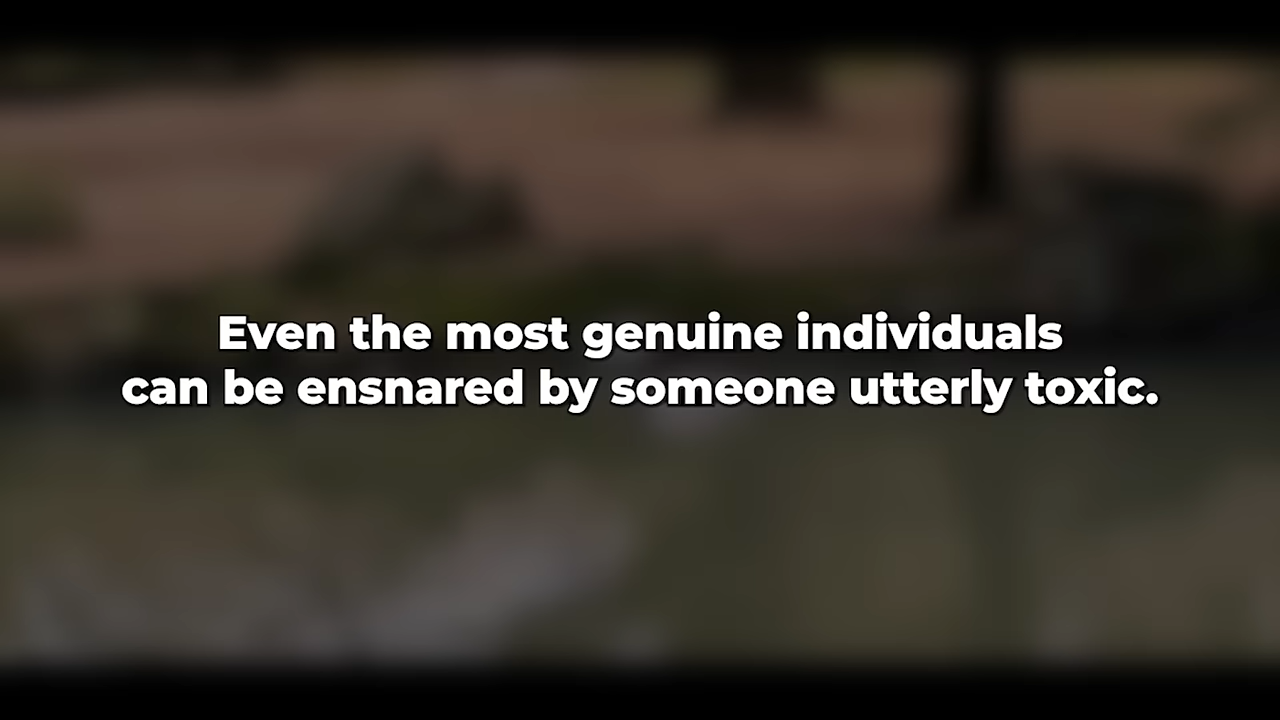 Even the most genuine individuals
can be ensnared by someone utterly toxic.